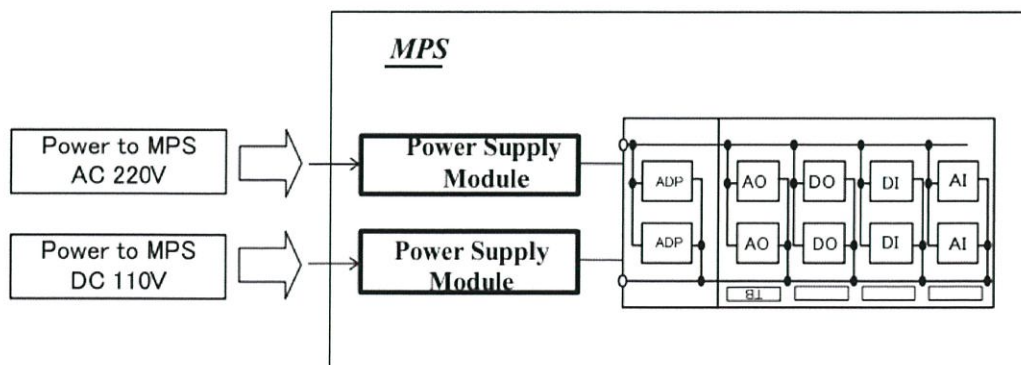 MPS
Power to MPS
AC 220V
Power Supply
Module
Power to MPS
DC 110V
Power Supply
Module
ADP
AO
DO
DI
AI
ADP
AO
DO
DI
AI
TB